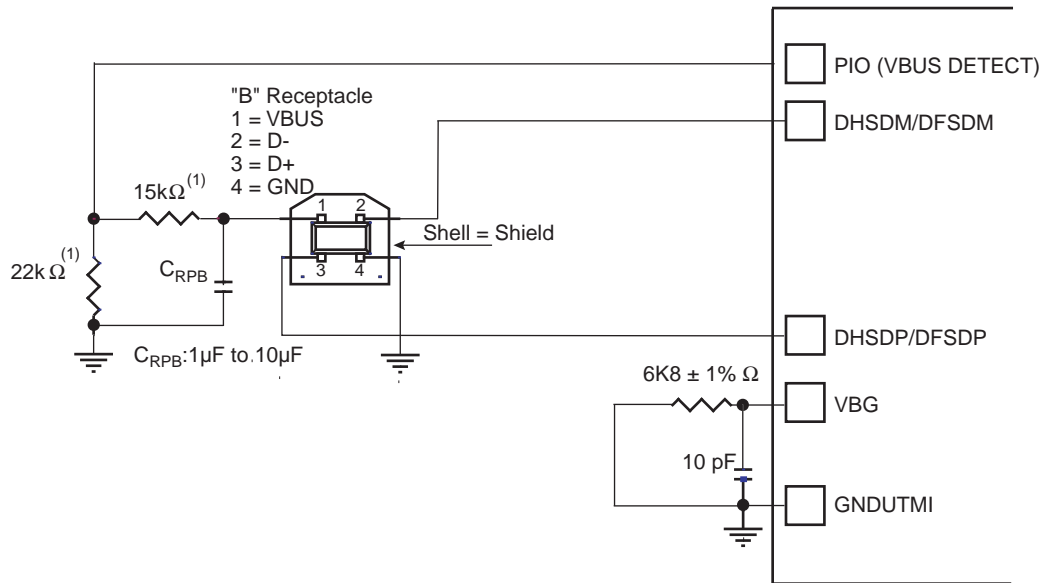 PIO (VBUS DETECT)
"B" Receptacle
1 = VBUS
2 = D-
3 = D+
4 = GND
DHSDM/DFSDM
15kΩ(1)
1 2
Shell = Shield
22k Ω(1)
CRPB
3 4
CRPB:1µF to 10µF
DHSDP/DFSDP
6K8 ± 1% Ω
VBG
10 pF
GNDUTMI